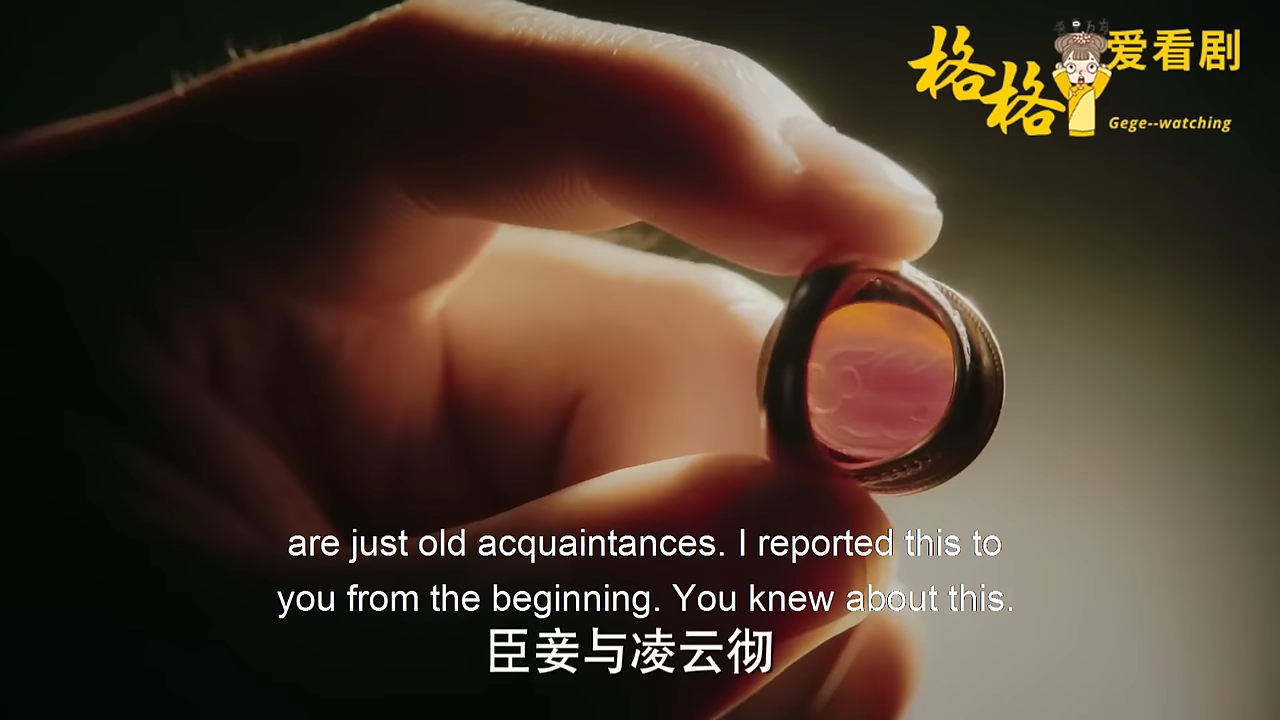 格格爱看剧
Gege--watching
are just old acquaintances. I reported this to
you from the beginning. You knew about this.
臣妾与凌云彻